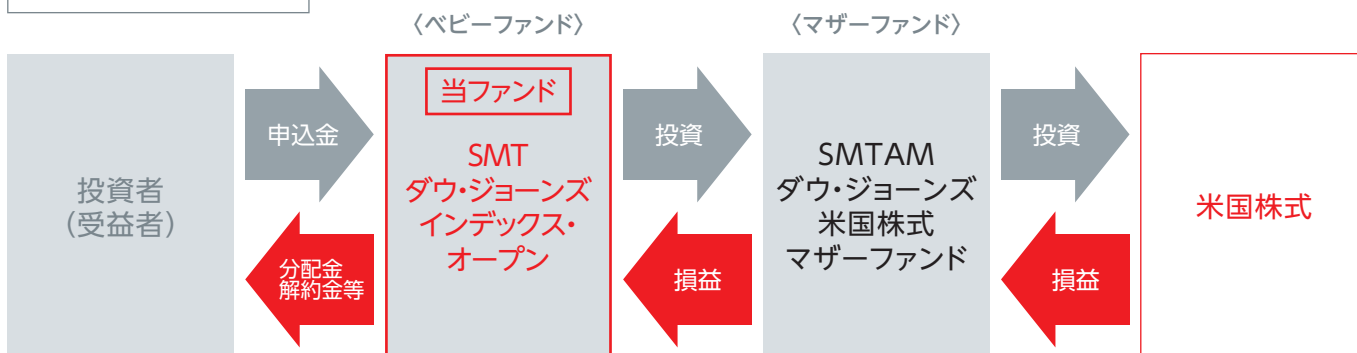 〈ベビーファンド〉
〈マザーファンド〉
投資者
(受益者)
申込金
分配金
解約金等
当ファンド
SMT
ダウ・ジョーンズ
インデックス・
オープン
投資
損益
SMTAM
ダウ・ジョーンズ
米国株式
マザーファンド
投資
損益
米国株式